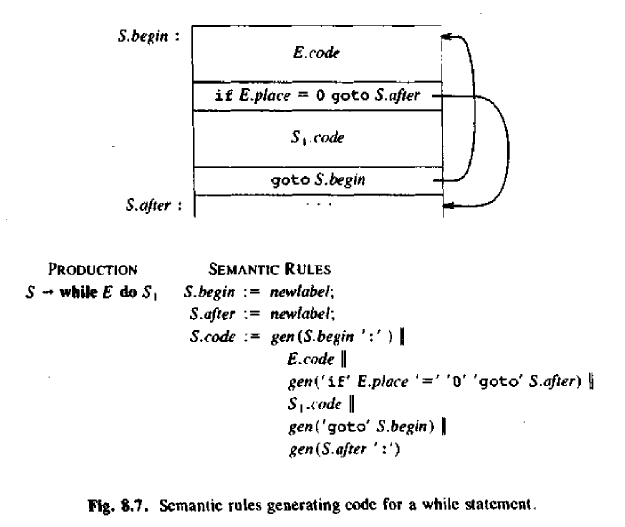 S.begin :
E.code
if E.place = 0 goto S.after
S₁.code
goto S.begin
S.after :
. . .
PRODUCTION SEMANTIC RULES
S → while E do S₁ S.begin := newlabel;
S.after := newlabel;
S.code := gen(S.begin ':' ) ||
E.code ||
gen('if' E.place '=' '0' 'goto' S.after) ||
S₁.code ||
gen('goto' S.begin) ||
gen(S.after ':')
Fig. 8.7. Semantic rules generating code for a while statement.